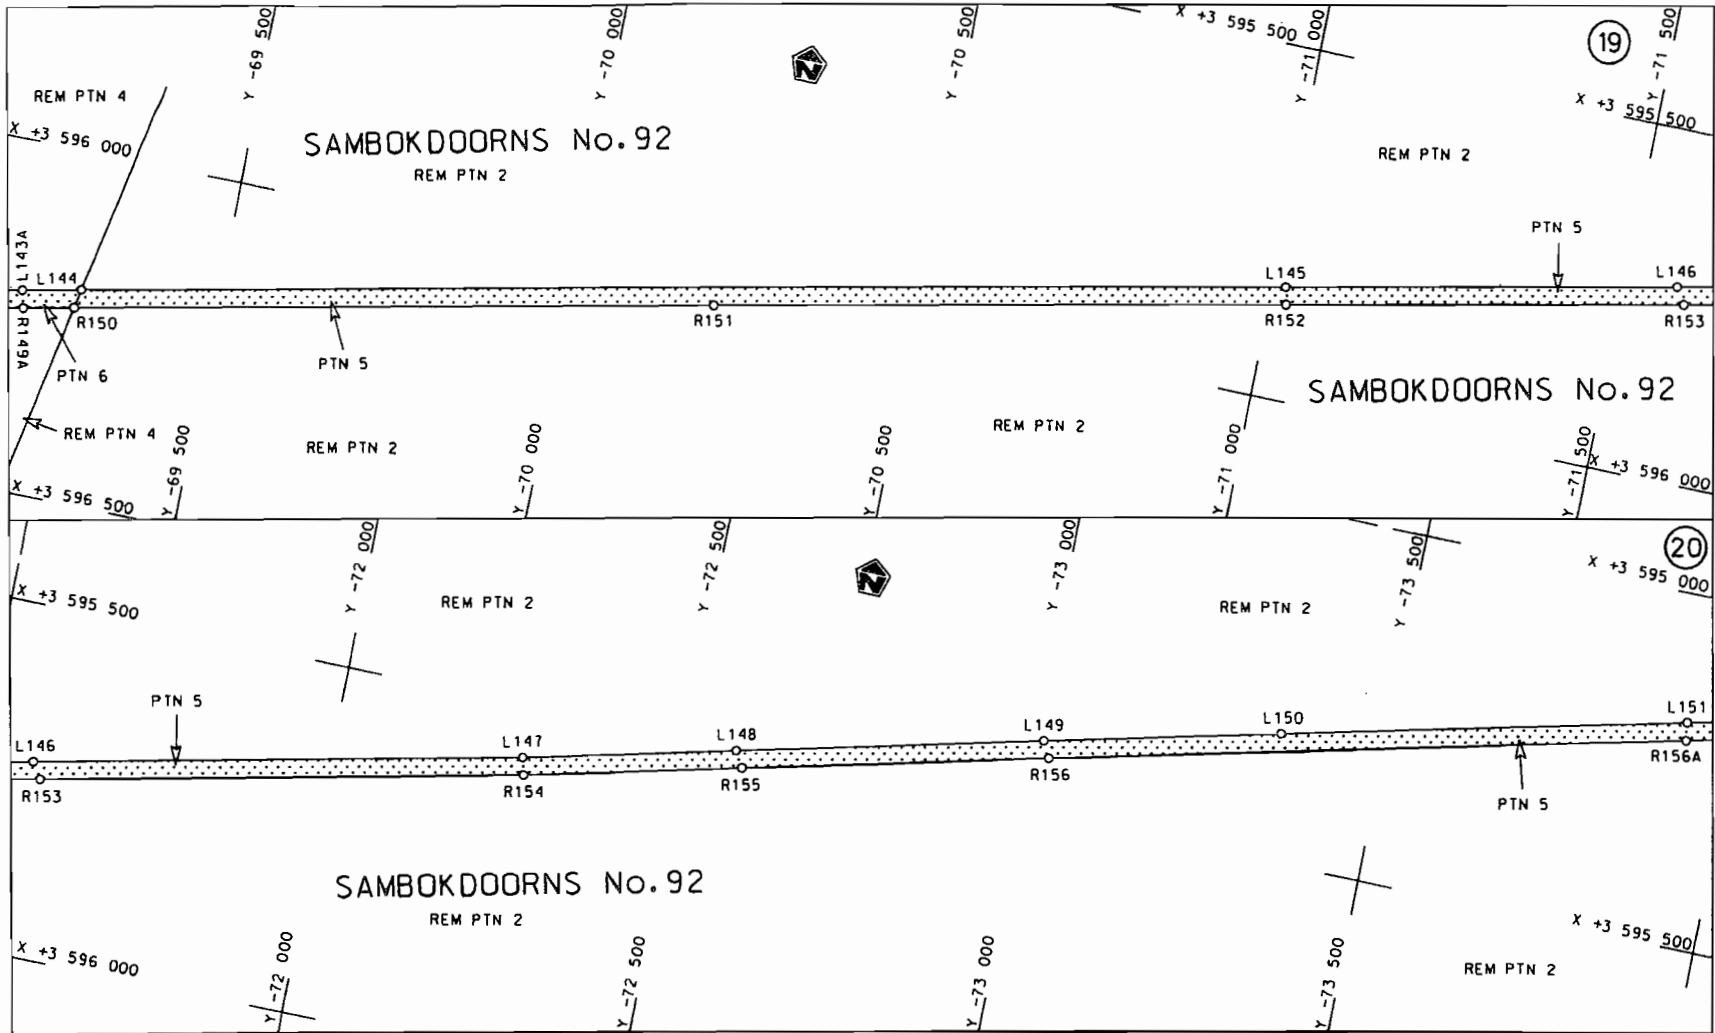 Y -69 500
Y -70 000
N
Y -70 500
X +3 595 500
Y -71 000
19
Y -71 500
X +3 595 500
REM PTN 4
X +3 596 000
SAMBOKDOORNS No.92
REM PTN 2
REM PTN 2
PTN 5
L143A
L144
L145
L146
R149A
R150
R151
R152
R153
PTN 6
PTN 5
SAMBOKDOORNS No.92
REM PTN 4
REM PTN 2
REM PTN 2
X +3 596 500
Y -69 500
Y -70 000
Y -70 500
Y -71 000
Y -71 500
X +3 596 000
Y -72 000
Y -72 500
N
Y -73 000
Y -73 500
20
X +3 595 000
X +3 595 500
REM PTN 2
REM PTN 2
PTN 5
L146
L147
L148
L149
L150
L151
R153
R154
R155
R156
R156A
PTN 5
SAMBOKDOORNS No.92
REM PTN 2
X +3 596 000
Y -72 000
Y -72 500
Y -73 000
Y -73 500
X +3 595 500
REM PTN 2